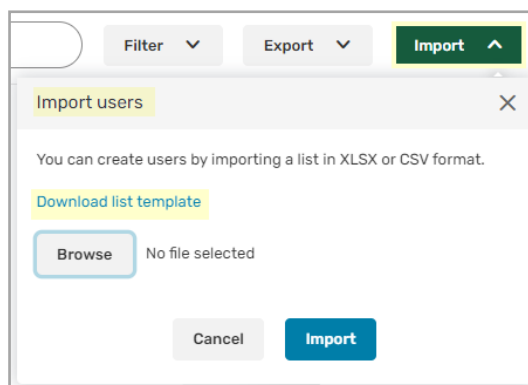 Filter Export Import
Import users
You can create users by importing a list in XLSX or CSV format.
Download list template
Browse No file selected
Cancel Import